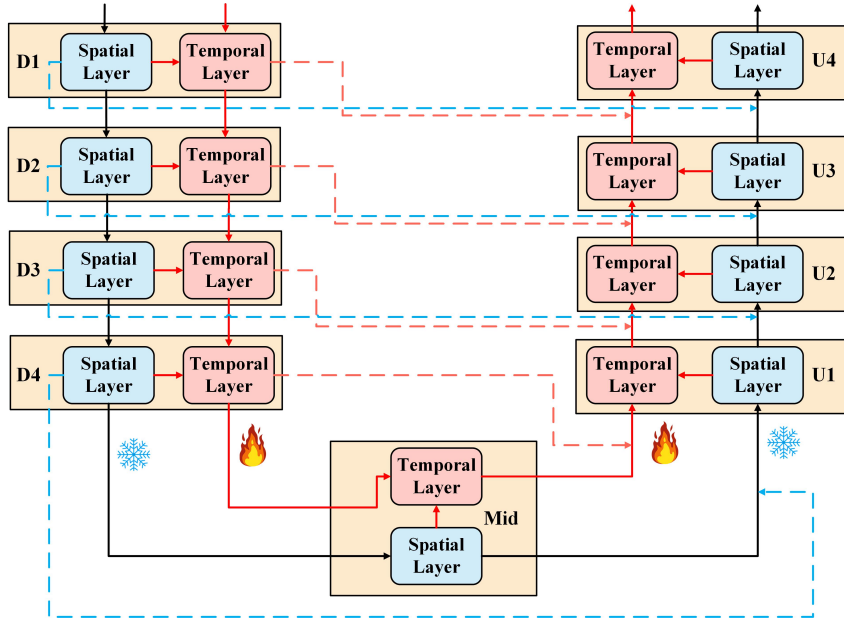 D1
Spatial
Layer
Temporal
Layer
D2
Spatial
Layer
Temporal
Layer
D3
Spatial
Layer
Temporal
Layer
D4
Spatial
Layer
Temporal
Layer
Temporal
Layer
Mid
Spatial
Layer
Temporal
Layer
Spatial
Layer
U4
Temporal
Layer
Spatial
Layer
U3
Temporal
Layer
Spatial
Layer
U2
Temporal
Layer
Spatial
Layer
U1